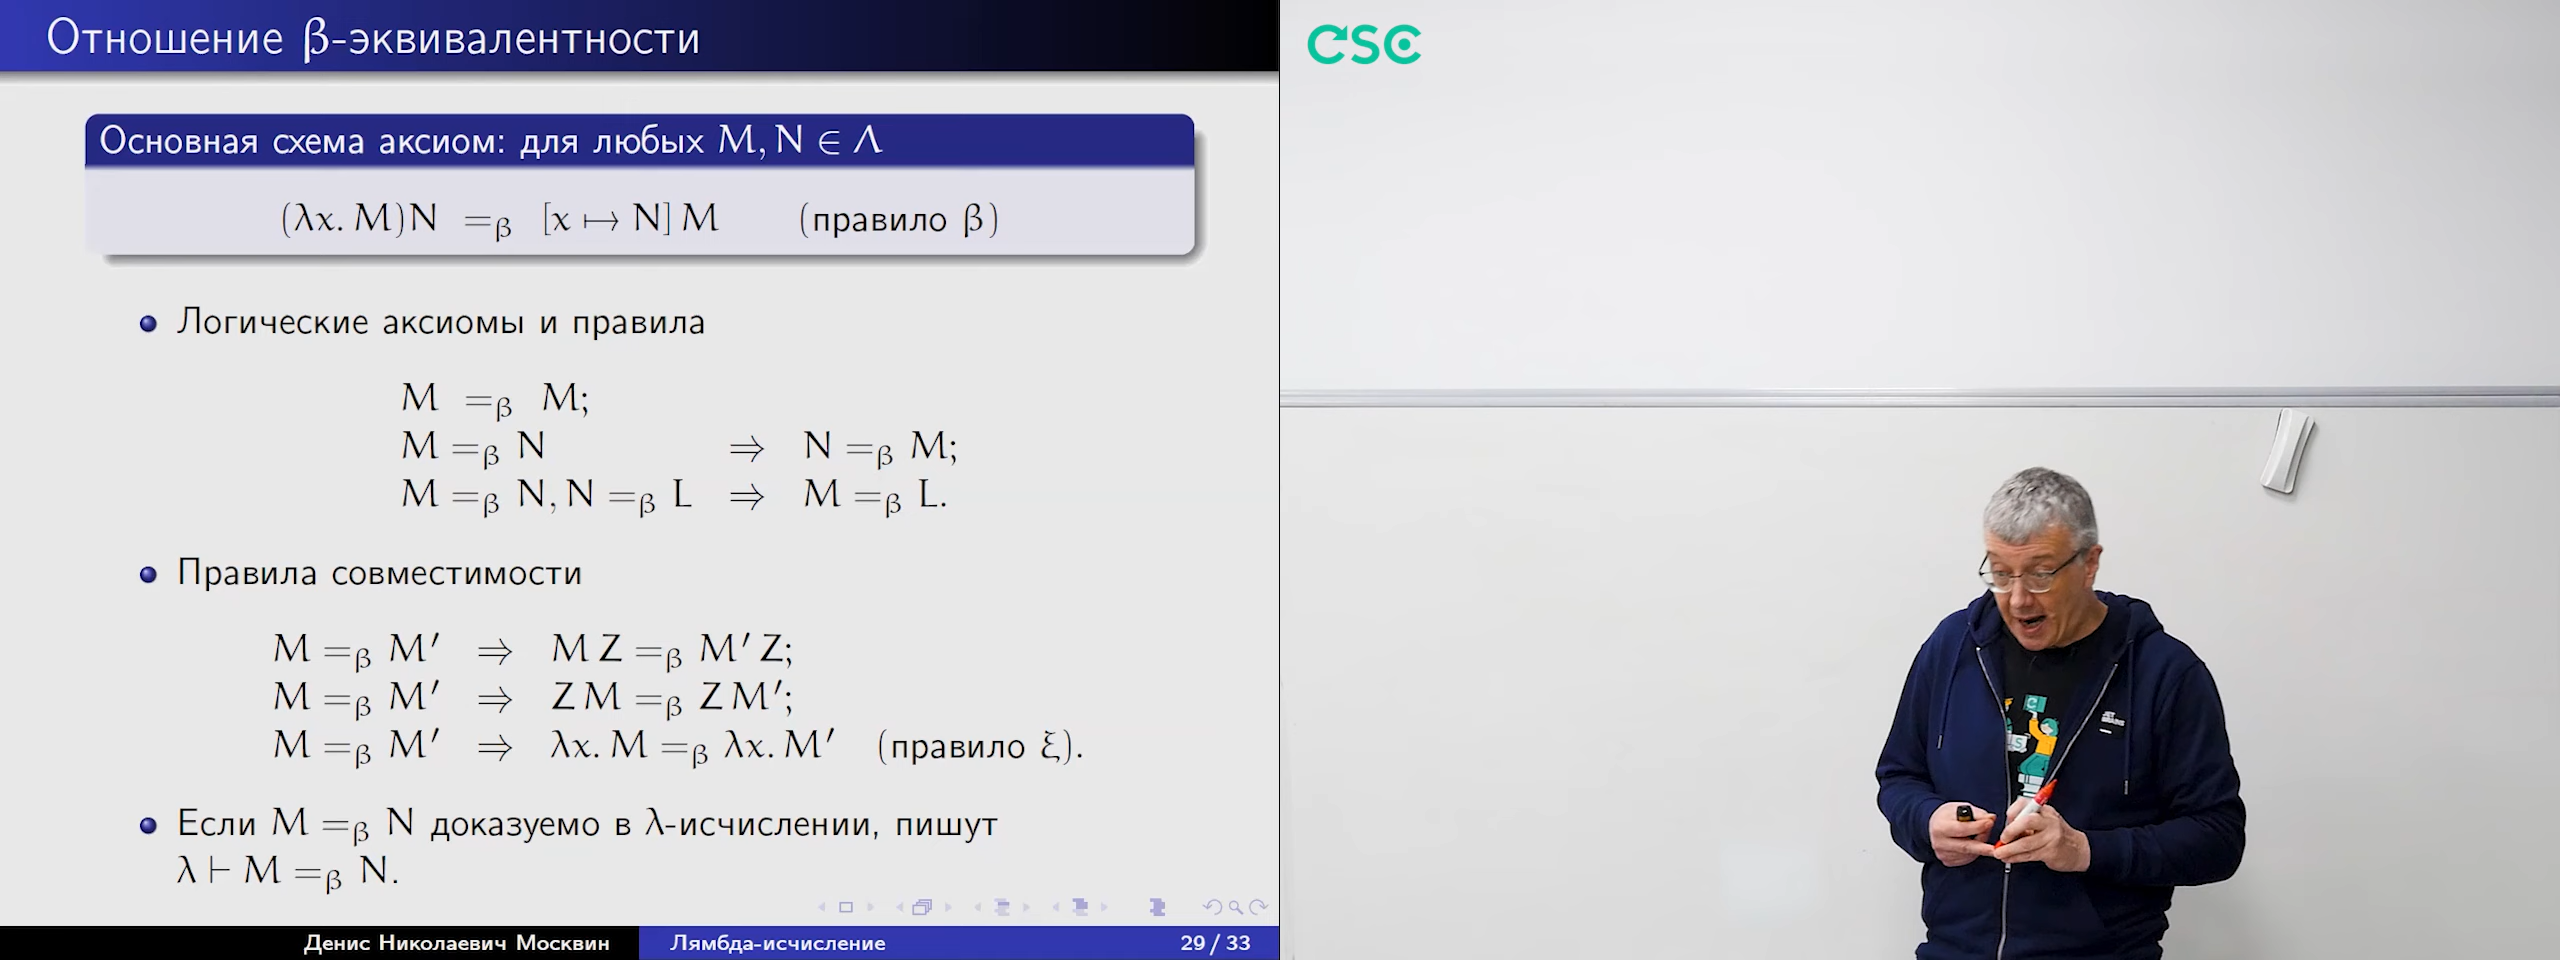 Отношение β-эквивалентности
Основная схема аксиом: для любых M, N ∈ Λ
(λx. M)N =β [x ↦ N] M (правило β)
Логические аксиомы и правила
M =β M;
M =β N ⇒ N =β M;
M =β N, N =β L ⇒ M =β L.
Правила совместимости
M =β M′ ⇒ M Z =β M′ Z;
M =β M′ ⇒ Z M =β Z M′;
M =β M′ ⇒ λx. M =β λx. M′ (правило ξ).
Если M =β N доказуемо в λ-исчислении, пишут
λ ⊢ M =β N.
Денис Николаевич Москвин
Лямбда-исчисление
29 / 33
CSC